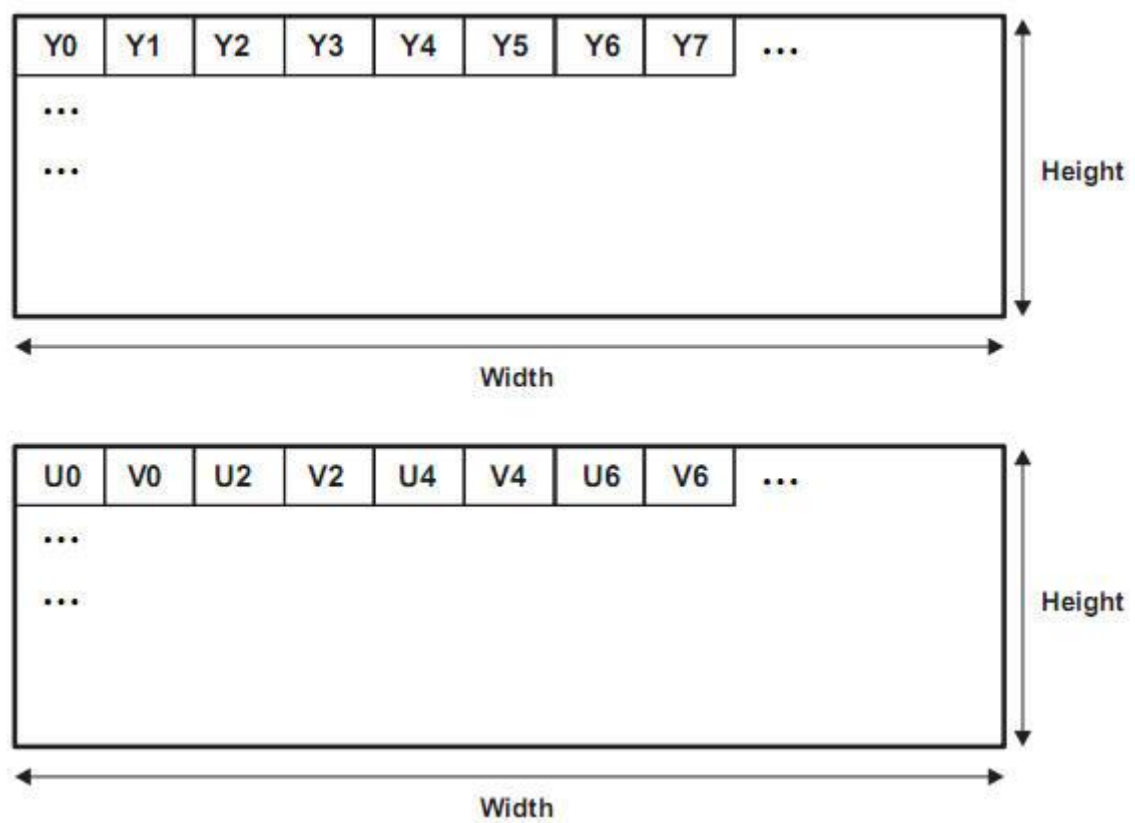 Y0 Y1 Y2 Y3 Y4 Y5 Y6 Y7 ...
...
...
Height
Width
U0 V0 U2 V2 U4 V4 U6 V6 ...
...
...
Height
Width